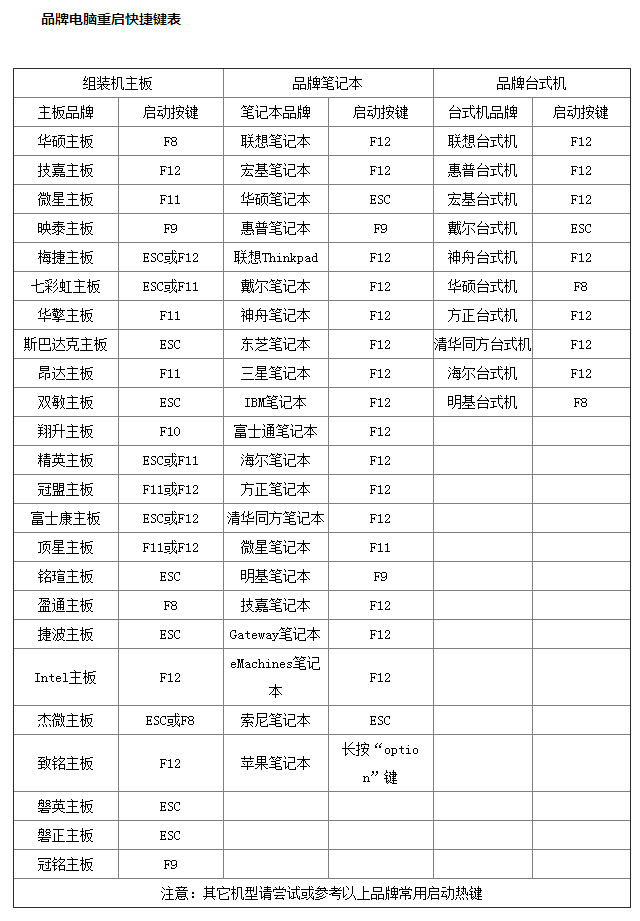 品牌电脑重启快捷键表
组装机主板 品牌笔记本 品牌台式机
主板品牌 启动按键 笔记本品牌 启动按键 台式机品牌 启动按键
华硕主板 F8 联想笔记本 F12 联想台式机 F12
技嘉主板 F12 宏基笔记本 F12 惠普台式机 F12
微星主板 F11 华硕笔记本 ESC 宏基台式机 F12
映泰主板 F9 惠普笔记本 F9 戴尔台式机 ESC
梅捷主板 ESC或F12 联想Thinkpad F12 神舟台式机 F12
七彩虹主板 ESC或F11 戴尔笔记本 F12 华硕台式机 F8
华擎主板 F11 神舟笔记本 F12 方正台式机 F12
斯巴达克主板 ESC 东芝笔记本 F12 清华同方台式机 F12
昂达主板 F11 三星笔记本 F12 海尔台式机 F12
双敏主板 ESC IBM笔记本 F12 明基台式机 F8
翔升主板 F10 富士通笔记本 F12
精英主板 ESC或F11 海尔笔记本 F12
冠盟主板 F11或F12 方正笔记本 F12
富士康主板 ESC或F12 清华同方笔记本 F12
顶星主板 F11或F12 微星笔记本 F11
铭瑄主板 ESC 明基笔记本 F9
盈通主板 F8 技嘉笔记本 F12
捷波主板 ESC Gateway笔记本 F12
Intel主板 F12 eMachines笔记
本 F12
杰微主板 ESC或F8 索尼笔记本 ESC
致铭主板 F12 苹果笔记本 长按“optio
n”键
磐英主板 ESC
磐正主板 ESC
冠铭主板 F9
注意：其它机型请尝试或参考以上品牌常用启动热键